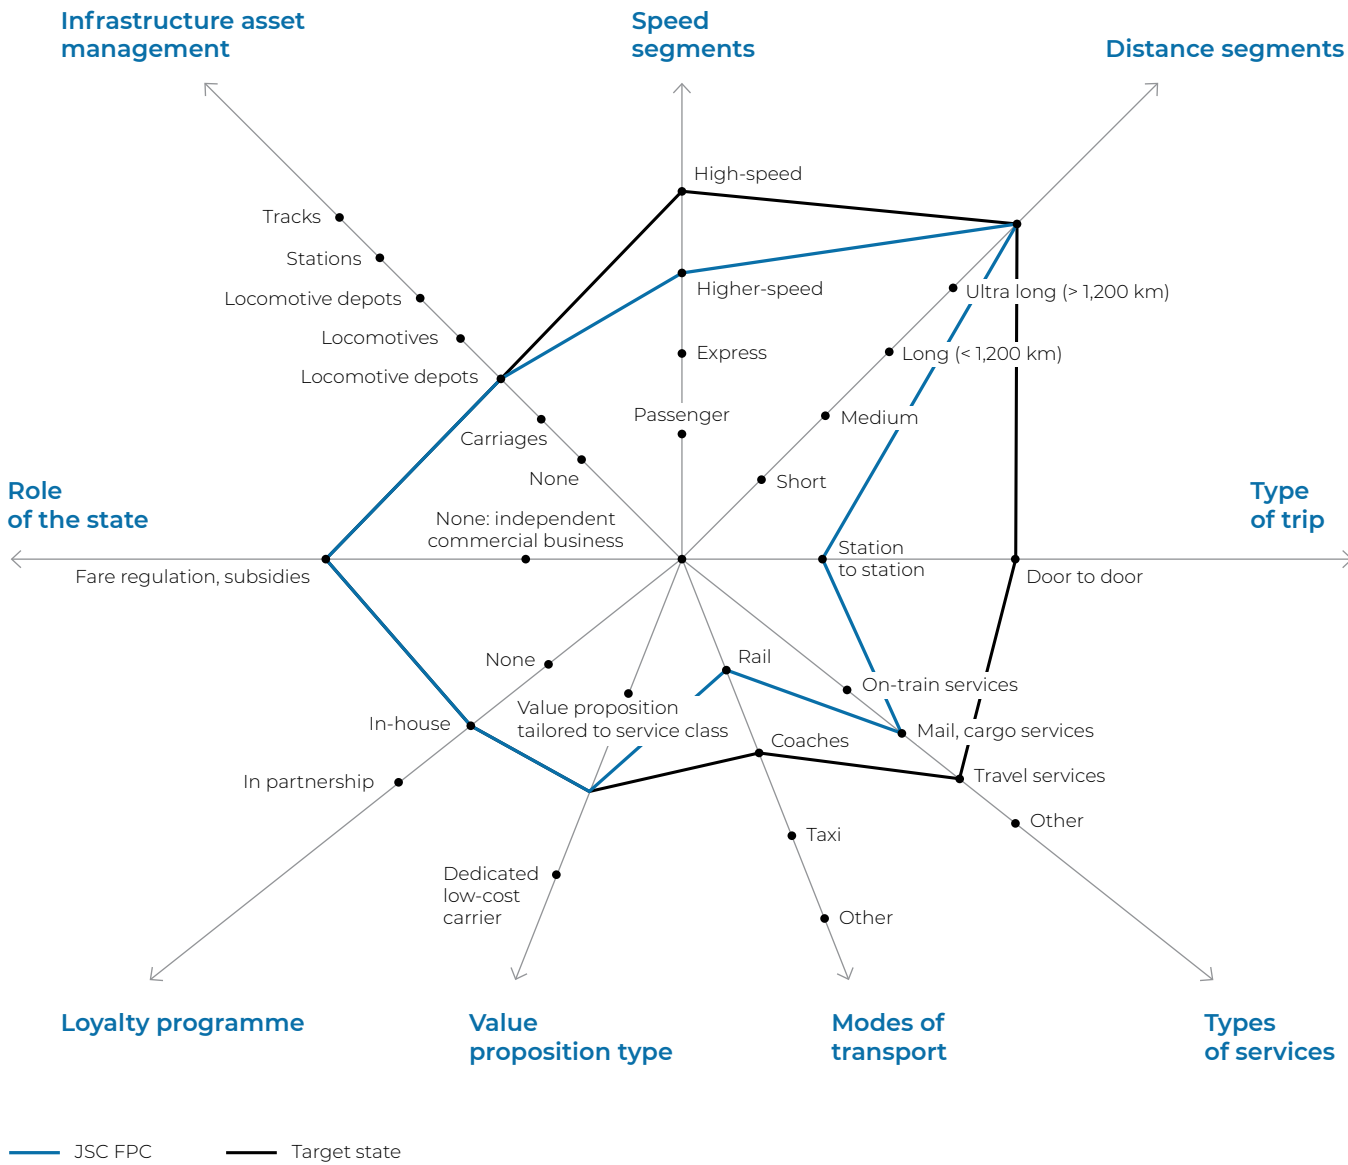 Infrastructure asset
management
Speed
segments
Distance segments
High-speed
Tracks
Stations
Locomotive depots
Higher-speed
Ultra long (> 1,200 km)
Locomotives
Express
Long (< 1,200 km)
Locomotive depots
Passenger
Medium
Carriages
None
Short
Role
of the state
None: independent
commercial business
Type
of trip
Station
to station
Fare regulation, subsidies
Door to door
None
Rail
On-train services
Value proposition
tailored to service class
In-house
Coaches
Mail, cargo services
In partnership
Travel services
Other
Taxi
Dedicated
low-cost
carrier
Other
Loyalty programme
Value
proposition type
Modes of
transport
Types
of services
JSC FPC
Target state